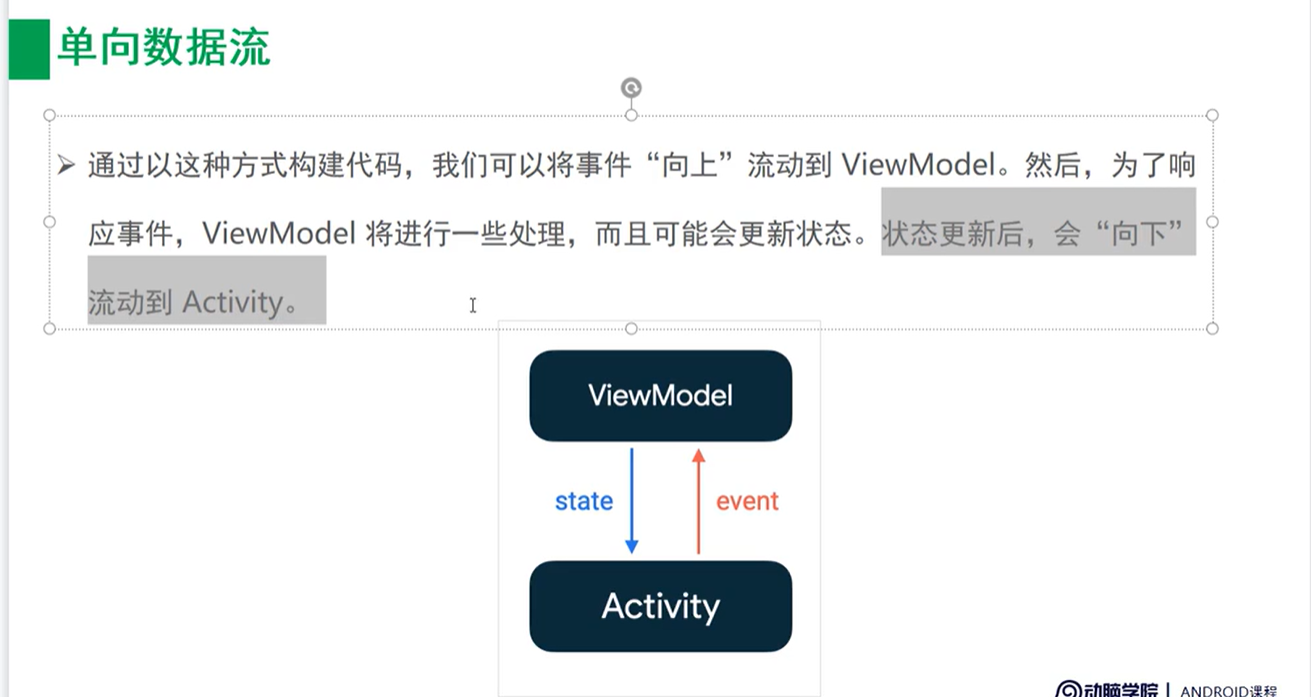 单向数据流
➢ 通过以这种方式构建代码，我们可以将事件“向上”流动到 ViewModel。然后，为了响
应事件，ViewModel 将进行一些处理，而且可能会更新状态。状态更新后，会“向下”
流动到 Activity。
ViewModel
state
event
Activity
动脑学院 | ANDROID课程